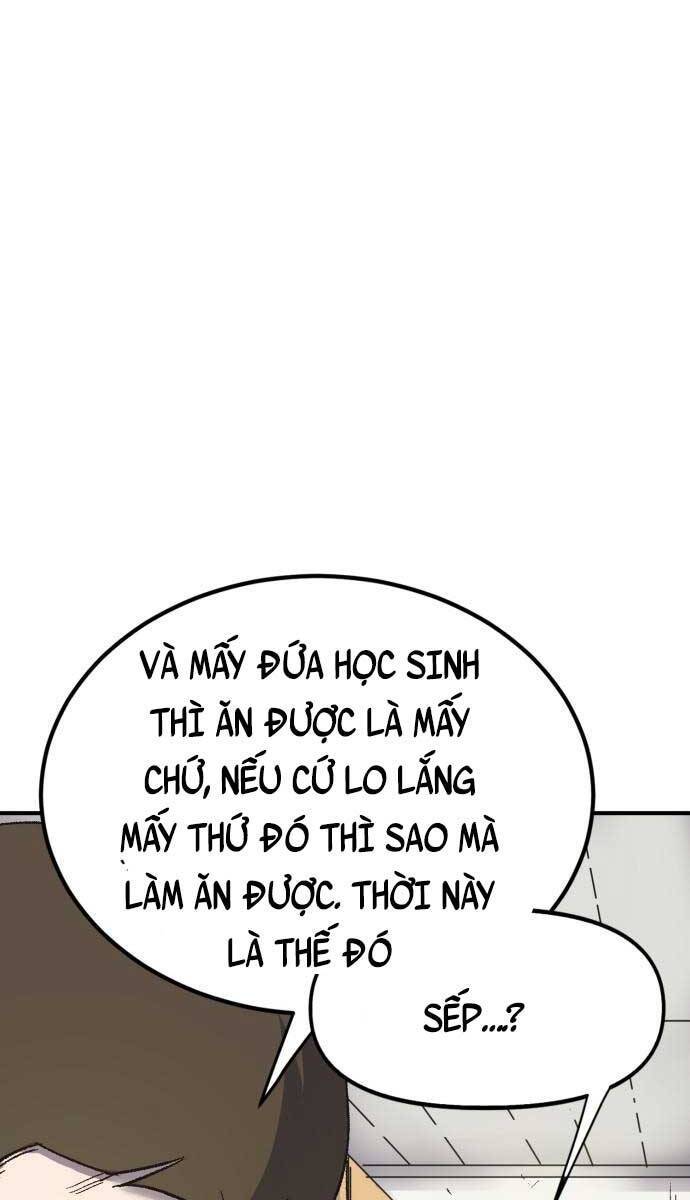 VÀ MẤY ĐỨA HỌC SINH
THÌ ĂN ĐƯỢC LÀ MẤY
CHỨ, NẾU CỨ LO LẮNG
MẤY THỨ ĐÓ THÌ SAO MÀ
LÀM ĂN ĐƯỢC. THỜI NÀY
LÀ THẾ ĐÓ
SẾP....?